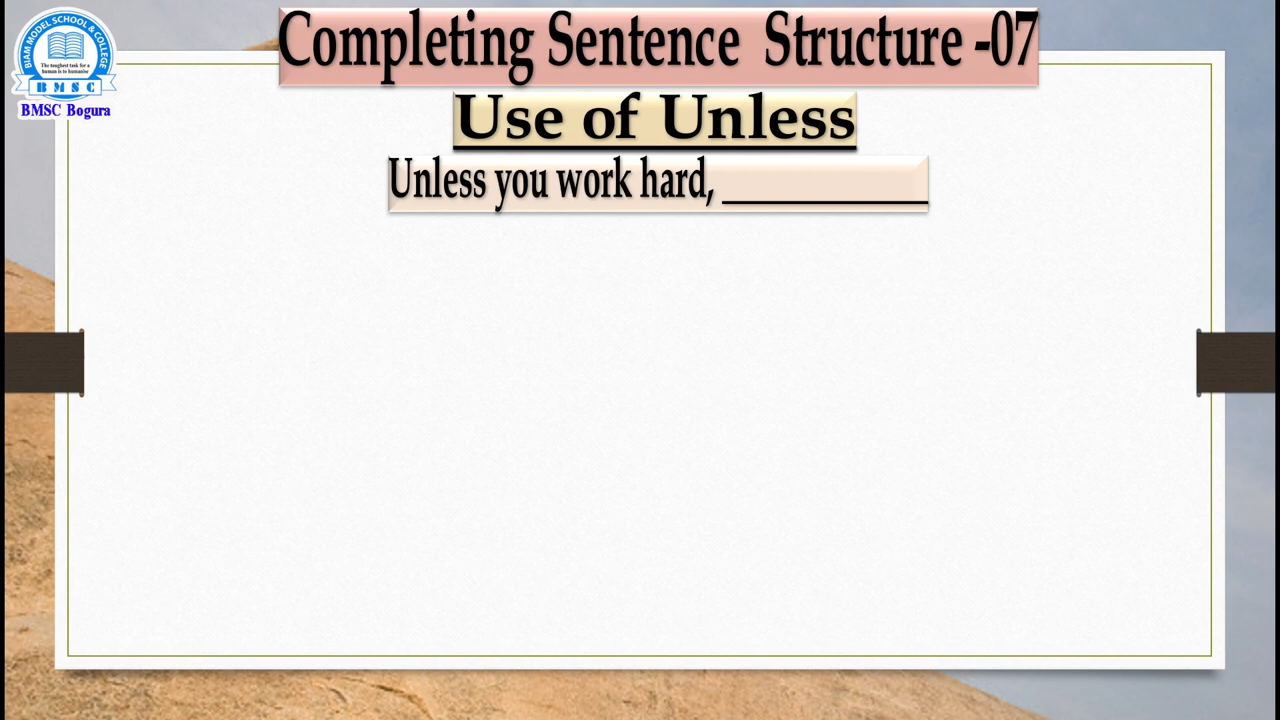 BIAM MODEL SCHOOL & COLLEGE
The toughest task for a
human is to humanise
B M S C
BMSC Bogura
Completing Sentence Structure -07
Use of Unless
Unless you work hard, ____________